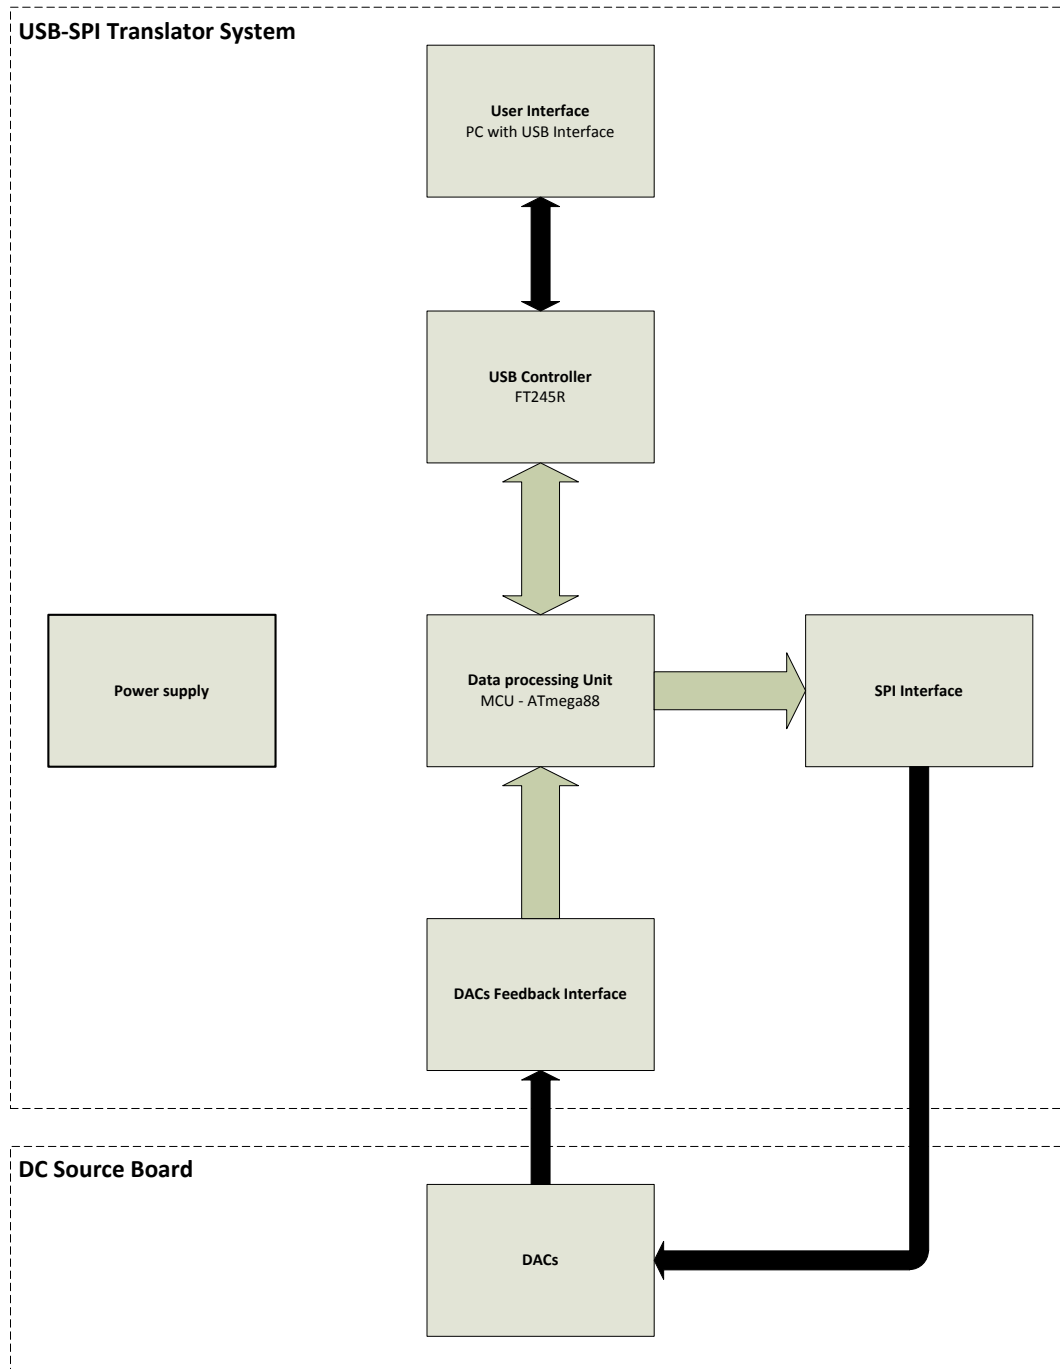 USB-SPI Translator System
User Interface
PC with USB Interface
USB Controller
FT245R
Power supply
Data processing Unit
MCU - ATmega88
SPI Interface
DACs Feedback Interface
DC Source Board
DACs